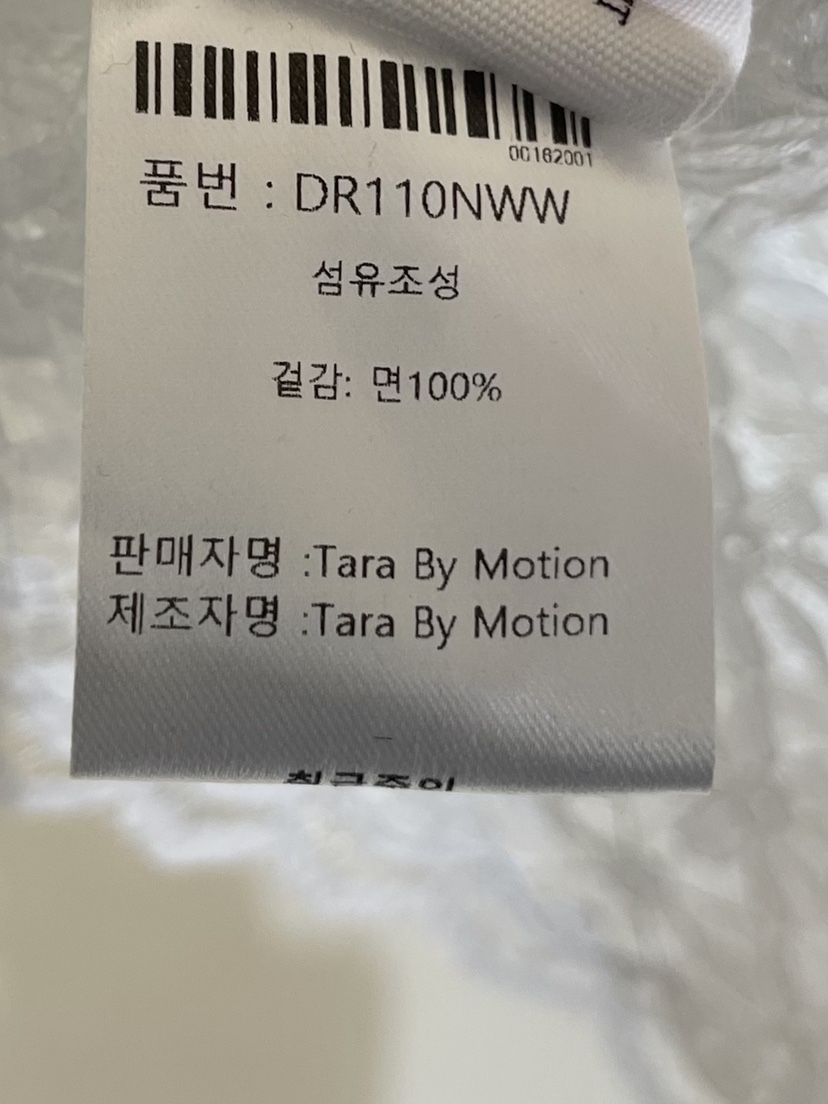 00162001
품번 : DR110NWW
섬유조성
겉감: 면100%
판매자명 :Tara By Motion
제조자명 :Tara By Motion